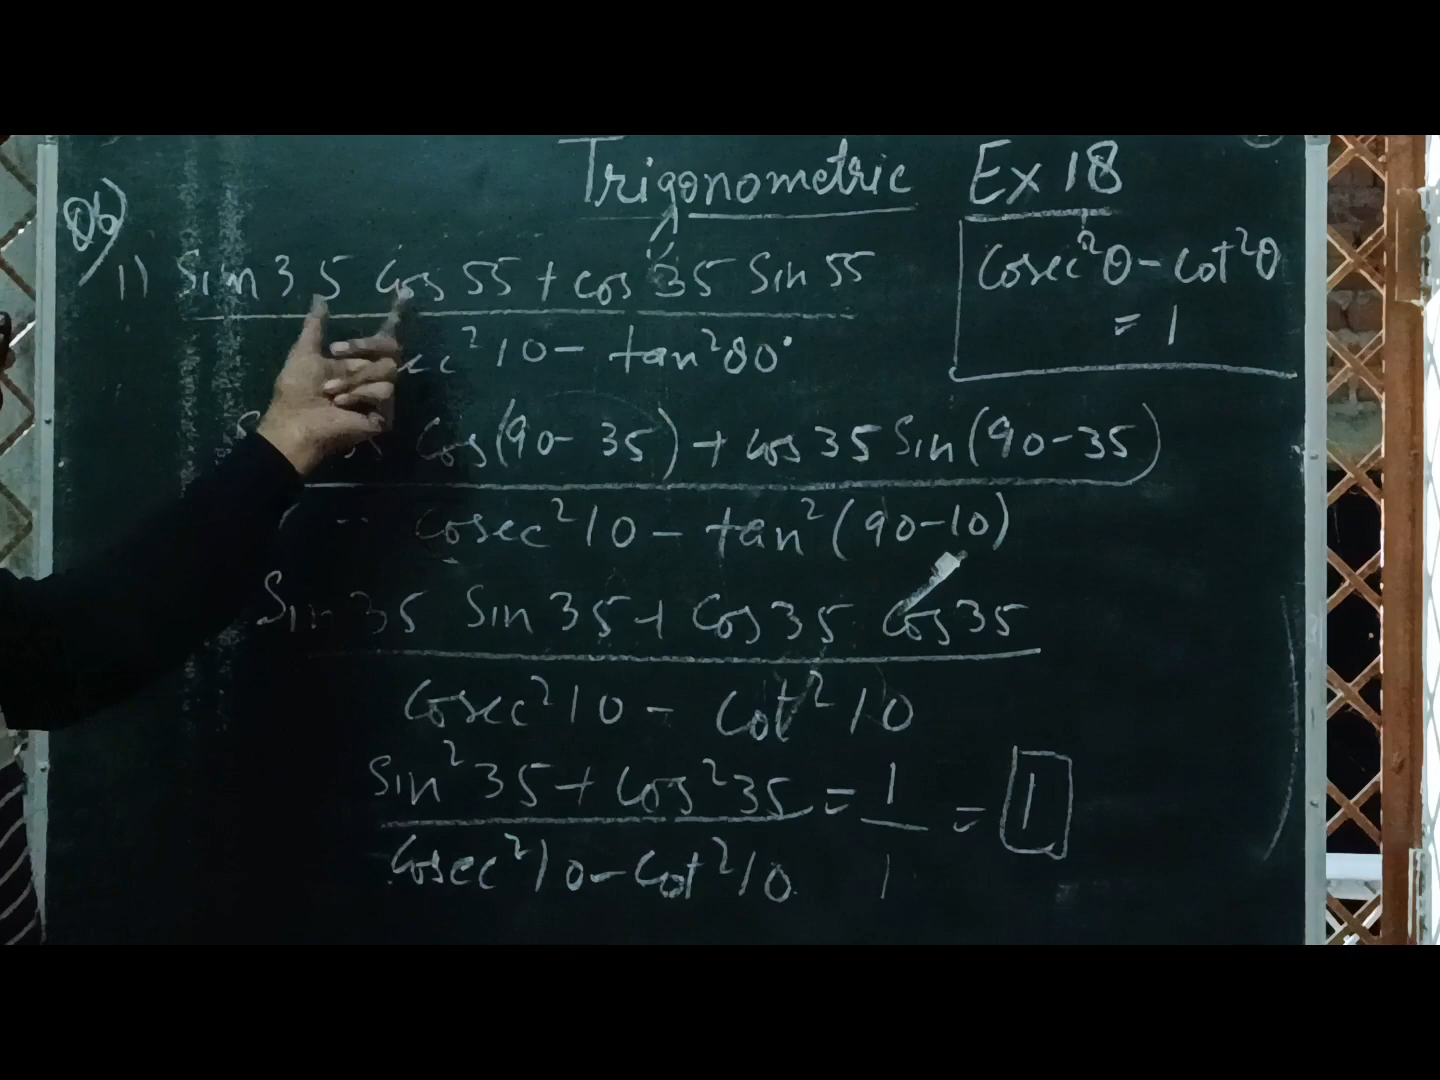 Trigonometric Ex 18
Q6)
1) Sin 35 Cos 55 + cos 35 Sin 55
cosec²θ - cot²θ
= 1
²10 - tan²80°
Cos(90-35) + cos 35 Sin (90-35)
cosec²10 - tan²(90-10)
Sin 35 Sin 35 + Cos 35 Cos 35
Cosec²10 - Cot²10
Sin²35 + Cos²35 = 1 = 1
Cosec²10 - Cot²10 1